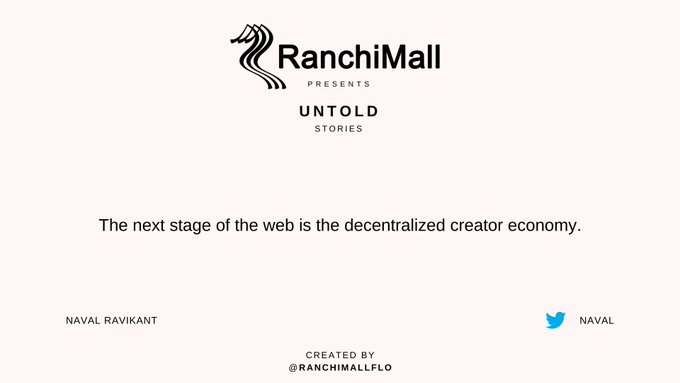 RanchiMall
PRESENTS
UNTOLD
STORIES
The next stage of the web is the decentralized creator economy.
NAVAL RAVIKANT
NAVAL
CREATED BY
@RANCHIMALLFLO